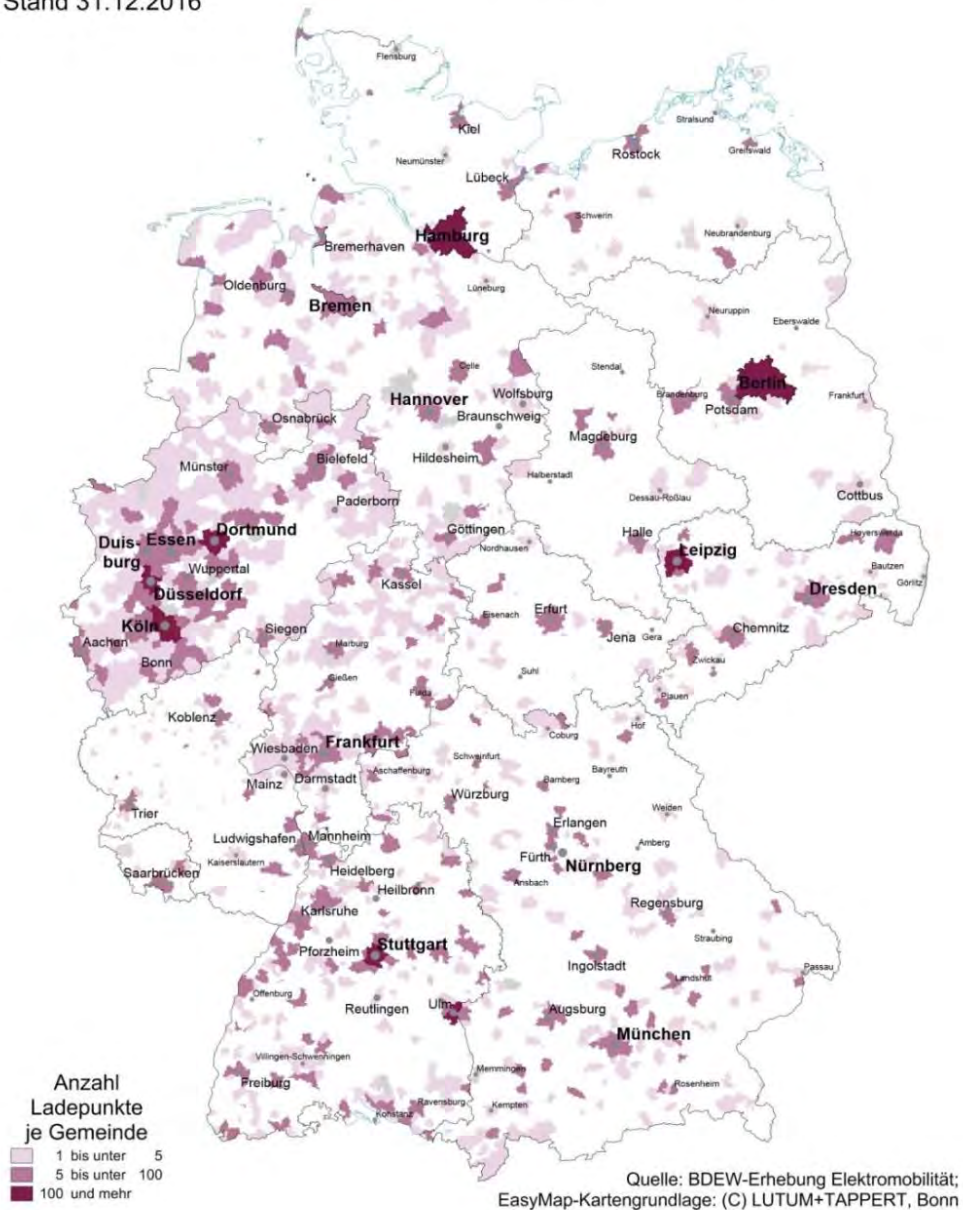 Stand 31.12.2016
Flensburg
Kiel
Stralsund
Rostock
Greifswald
Neumünster
Lübeck
Schwerin
Neubrandenburg
Hamburg
Bremerhaven
Oldenburg
Lüneburg
Bremen
Neuruppin
Eberswalde
Celle
Stendal
Berlin
Brandenburg
Potsdam
Frankfurt
Hannover
Wolfsburg
Braunschweig
Osnabrück
Magdeburg
Hildesheim
Münster
Bielefeld
Halberstadt
Paderborn
Dessau-Roßlau
Cottbus
Göttingen
Nordhausen
Halle
Dortmund
Duis-
burg
Essen
Wuppertal
Düsseldorf
Leipzig
Hoyerswerda
Bautzen
Görlitz
Dresden
Kassel
Köln
Aachen
Bonn
Siegen
Eisenach
Erfurt
Jena
Gera
Chemnitz
Zwickau
Marburg
Gießen
Fulda
Suhl
Plauen
Koblenz
Hof
Coburg
Wiesbaden
Frankfurt
Mainz
Darmstadt
Aschaffenburg
Schweinfurt
Bayreuth
Bamberg
Würzburg
Trier
Weiden
Erlangen
Ludwigshafen
Mannheim
Kaiserslautern
Amberg
Fürth
Nürnberg
Saarbrücken
Heidelberg
Heilbronn
Ansbach
Regensburg
Karlsruhe
Straubing
Pforzheim
Stuttgart
Ingolstadt
Passau
Landshut
Offenburg
Reutlingen
Ulm
Augsburg
München
Villingen-Schwenningen
Memmingen
Freiburg
Rosenheim
Ravensburg
Konstanz
Kempten
Anzahl
Ladepunkte
je Gemeinde
1 bis unter 5
5 bis unter 100
100 und mehr
Quelle: BDEW-Erhebung Elektromobilität;
EasyMap-Kartengrundlage: (C) LUTUM+TAPPERT, Bonn